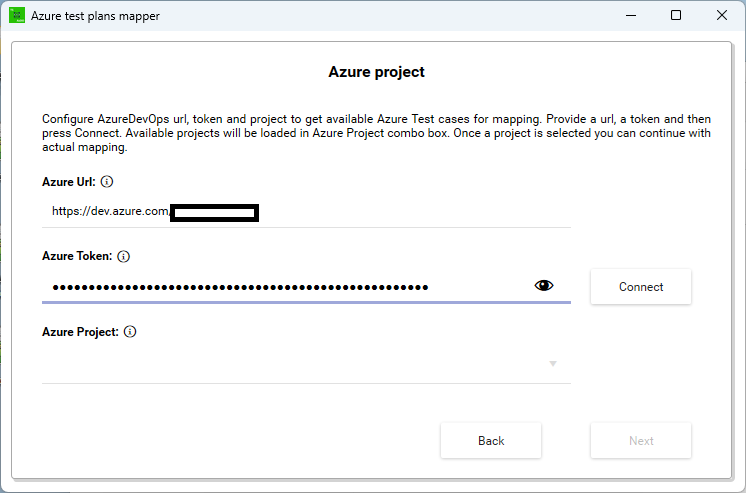 Azure test plans mapper
Azure project
Configure AzureDevOps url, token and project to get available Azure Test cases for mapping. Provide a url, a token and then
press Connect. Available projects will be loaded in Azure Project combo box. Once a project is selected you can continue with
actual mapping.
Azure Url:
https://dev.azure.com/
Azure Token:
Connect
Azure Project:
Back
Next